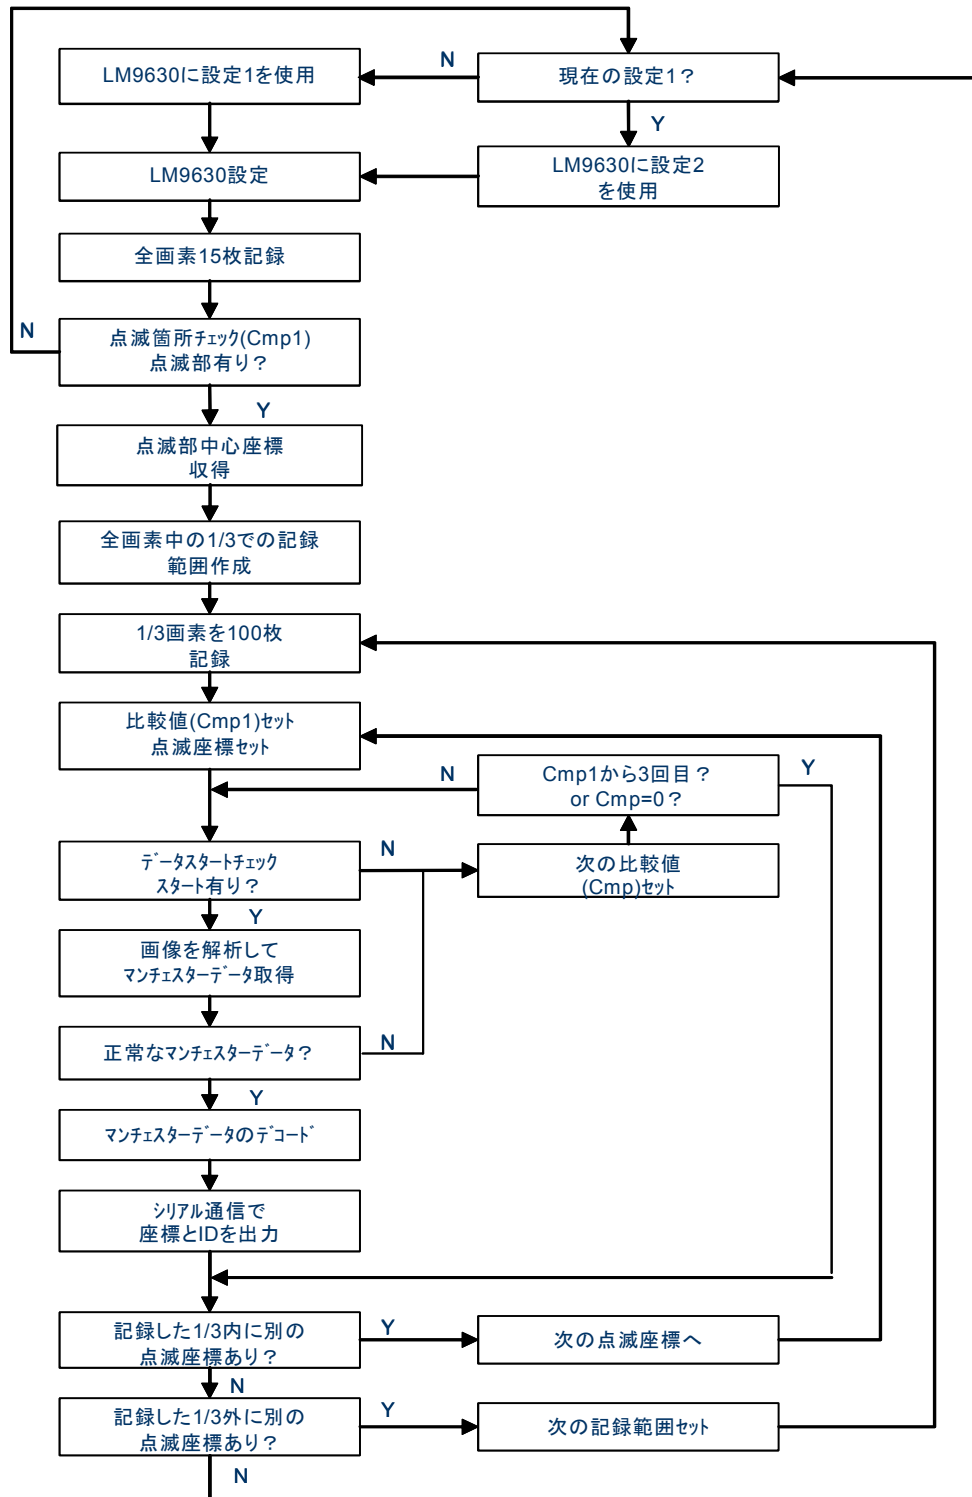 LM9630に設定1を使用
N
現在の設定1？
Y
LM9630設定
LM9630に設定2
を使用
全画素15枚記録
N
点滅箇所ﾁｪｯｸ(Cmp1)
点滅部有り？
Y
点滅部中心座標
収得
全画素中の1/3での記録
範囲作成
1/3画素を100枚
記録
比較値(Cmp1)ｾｯﾄ
点滅座標ｾｯﾄ
N
Cmp1から3回目？
or Cmp=0？
Y
ﾃﾞｰﾀｽﾀｰﾄチェック
ｽﾀｰﾄ有り？
N
次の比較値
(Cmp)ｾｯﾄ
Y
画像を解析して
ﾏﾝﾁｪｽﾀｰﾃﾞｰﾀ取得
正常なﾏﾝﾁｪｽﾀｰﾃﾞｰﾀ？
N
Y
ﾏﾝﾁｪｽﾀｰﾃﾞｰﾀのﾃﾞｺｰﾄﾞ
ｼﾘｱﾙ通信で
座標とIDを出力
記録した1/3内に別の
点滅座標あり？
Y
次の点滅座標へ
N
記録した1/3外に別の
点滅座標あり？
Y
次の記録範囲ｾｯﾄ
N